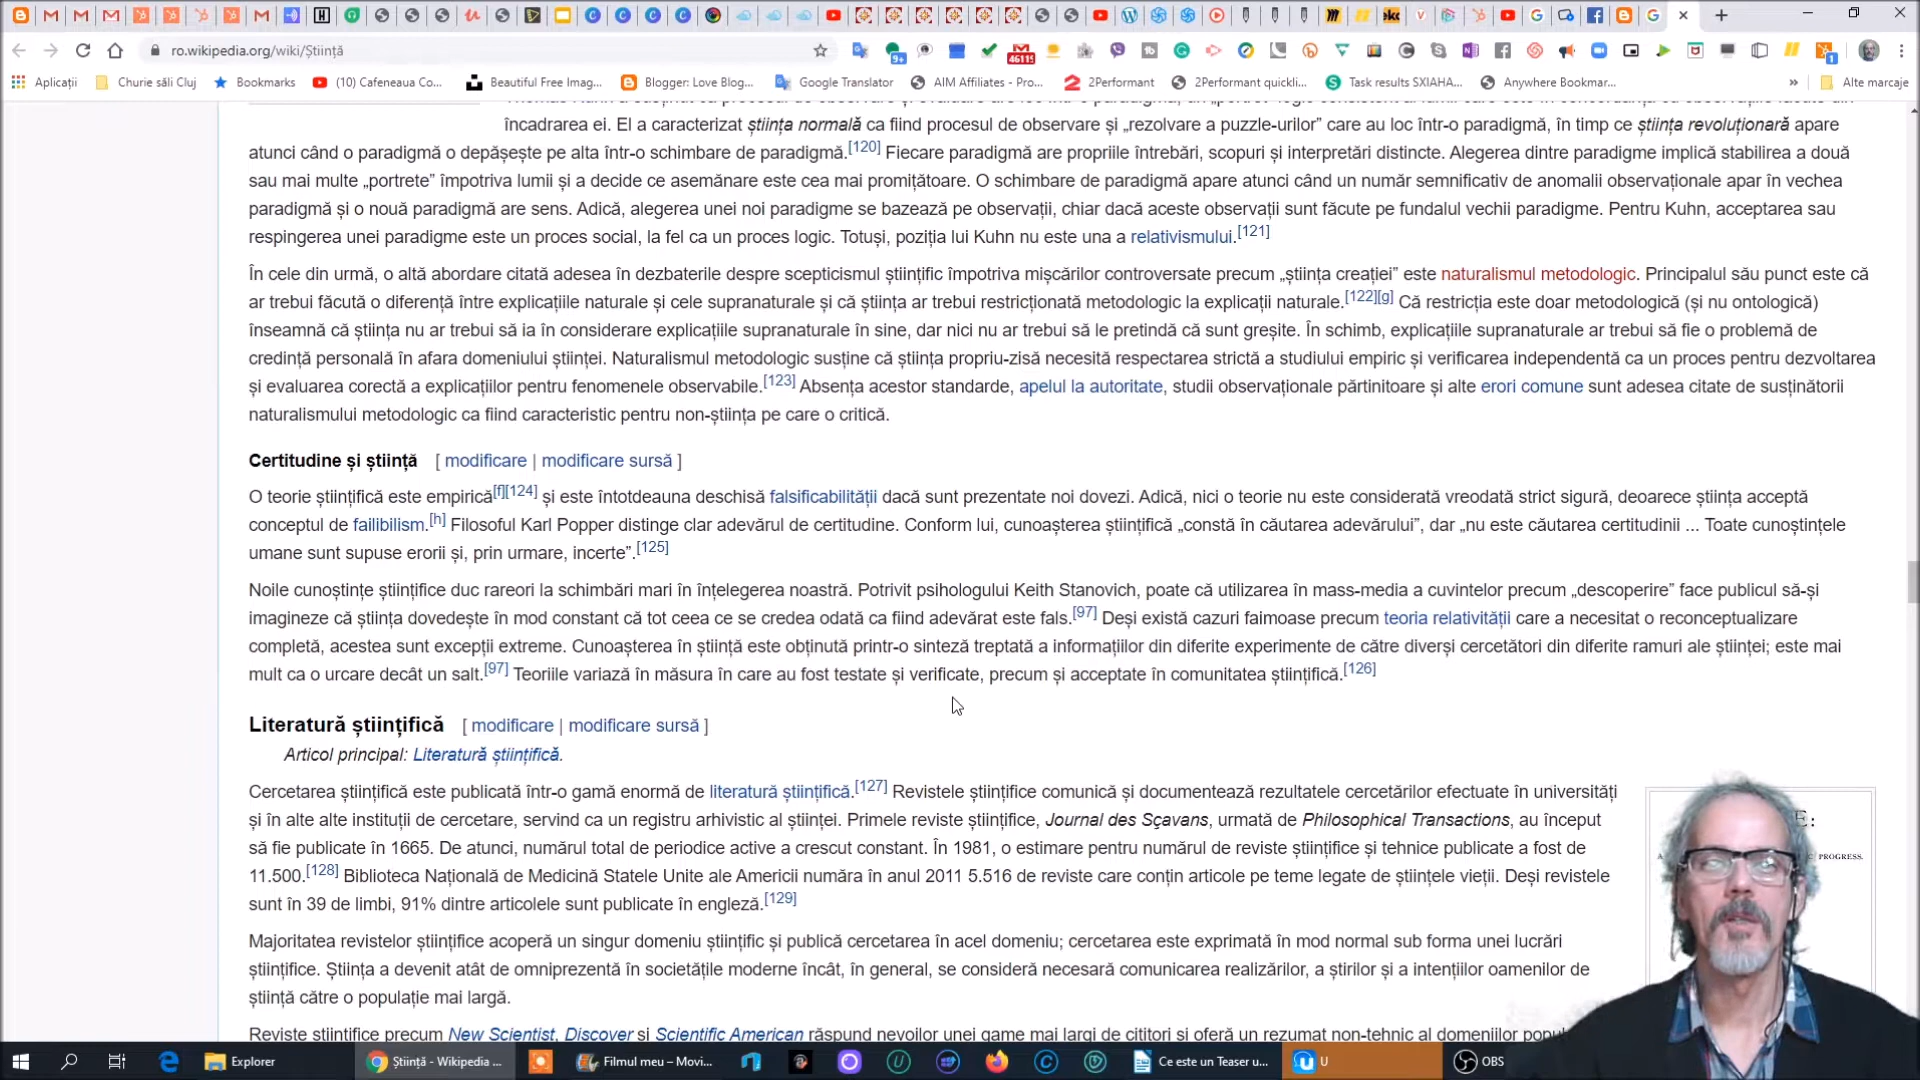 ro.wikipedia.org/wiki/Știință
46115
9+
1
Aplicații
Churie săli Cluj
Bookmarks
(10) Cafeneaua Co...
Beautiful Free Imag...
Blogger: Love Blog...
Google Translator
AIM Affiliates - Pro...
2Performant
2Performant quickli...
Task results SXIAHA...
Anywhere Bookmar...
»
Alte marcaje
încadrarea ei. El a caracterizat știința normală ca fiind procesul de observare și „rezolvare a puzzle-urilor” care au loc într-o paradigmă, în timp ce știința revoluționară apare
atunci când o paradigmă o depășește pe alta într-o schimbare de paradigmă.[120] Fiecare paradigmă are propriile întrebări, scopuri și interpretări distincte. Alegerea dintre paradigme implică stabilirea a două
sau mai multe „portrete” împotriva lumii și a decide ce asemănare este cea mai promițătoare. O schimbare de paradigmă apare atunci când un număr semnificativ de anomalii observaționale apar în vechea
paradigmă și o nouă paradigmă are sens. Adică, alegerea unei noi paradigme se bazează pe observații, chiar dacă aceste observații sunt făcute pe fundalul vechii paradigme. Pentru Kuhn, acceptarea sau
respingerea unei paradigme este un proces social, la fel ca un proces logic. Totuși, poziția lui Kuhn nu este una a relativismului.[121]
În cele din urmă, o altă abordare citată adesea în dezbaterile despre scepticismul științific împotriva mișcărilor controversate precum „știința creației” este naturalismul metodologic. Principalul său punct este că
ar trebui făcută o diferență între explicațiile naturale și cele supranaturale și că știința ar trebui restricționată metodologic la explicații naturale.[122][g] Că restricția este doar metodologică (și nu ontologică)
înseamnă că știința nu ar trebui să ia în considerare explicațiile supranaturale în sine, dar nici nu ar trebui să le pretindă că sunt greșite. În schimb, explicațiile supranaturale ar trebui să fie o problemă de
credință personală în afara domeniului științei. Naturalismul metodologic susține că știința propriu-zisă necesită respectarea strictă a studiului empiric și verificarea independentă ca un proces pentru dezvoltarea
și evaluarea corectă a explicațiilor pentru fenomenele observabile.[123] Absența acestor standarde, apelul la autoritate, studii observaționale părtinitoare și alte erori comune sunt adesea citate de susținătorii
naturalismului metodologic ca fiind caracteristic pentru non-știința pe care o critică.
Certitudine și știință [ modificare | modificare sursă ]
O teorie științifică este empirică[f][124] și este întotdeauna deschisă falsificabilității dacă sunt prezentate noi dovezi. Adică, nici o teorie nu este considerată vreodată strict sigură, deoarece știința acceptă
conceptul de failibilism.[h] Filosoful Karl Popper distinge clar adevărul de certitudine. Conform lui, cunoașterea științifică „constă în căutarea adevărului”, dar „nu este căutarea certitudinii ... Toate cunoștințele
umane sunt supuse erorii și, prin urmare, incerte”.[125]
Noile cunoștințe științifice duc rareori la schimbări mari în înțelegerea noastră. Potrivit psihologului Keith Stanovich, poate că utilizarea în mass-media a cuvintelor precum „descoperire” face publicul să-și
imagineze că știința dovedește în mod constant că tot ceea ce se credea odată ca fiind adevărat este fals.[97] Deși există cazuri faimoase precum teoria relativității care a necesitat o reconceptualizare
completă, acestea sunt excepții extreme. Cunoașterea în știință este obținută printr-o sinteză treptată a informațiilor din diferite experimente de către diverși cercetători din diferite ramuri ale științei; este mai
mult ca o urcare decât un salt.[97] Teoriile variază în măsura în care au fost testate și verificate, precum și acceptate în comunitatea științifică.[126]
Literatură științifică [ modificare | modificare sursă ]
Articol principal: Literatură științifică.
Cercetarea științifică este publicată într-o gamă enormă de literatură științifică.[127] Revistele științifice comunică și documentează rezultatele cercetărilor efectuate în universități
și în alte alte instituții de cercetare, servind ca un registru arhivistic al științei. Primele reviste științifice, Journal des Sçavans, urmată de Philosophical Transactions, au început
să fie publicate în 1665. De atunci, numărul total de periodice active a crescut constant. În 1981, o estimare pentru numărul de reviste științifice și tehnice publicate a fost de
11.500.[128] Biblioteca Națională de Medicină Statele Unite ale Americii număra în anul 2011 5.516 de reviste care conțin articole pe teme legate de științele vieții. Deși revistele
sunt în 39 de limbi, 91% dintre articolele sunt publicate în engleză.[129]
E:
PROGRESS.
Majoritatea revistelor științifice acoperă un singur domeniu științific și publică cercetarea în acel domeniu; cercetarea este exprimată în mod normal sub forma unei lucrări
științifice. Știința a devenit atât de omniprezentă în societățile moderne încât, în general, se consideră necesară comunicarea realizărilor, a știrilor și a intențiilor oamenilor de
știință către o populație mai largă.
Reviste științifice precum New Scientist, Discover și Scientific American răspund nevoilor unei game mai largi de cititori și oferă un rezumat non-tehnic al domeniilor
Explorer
Știință - Wikipedia ...
Filmul meu – Movi...
Ce este un Teaser u...
U
OBS